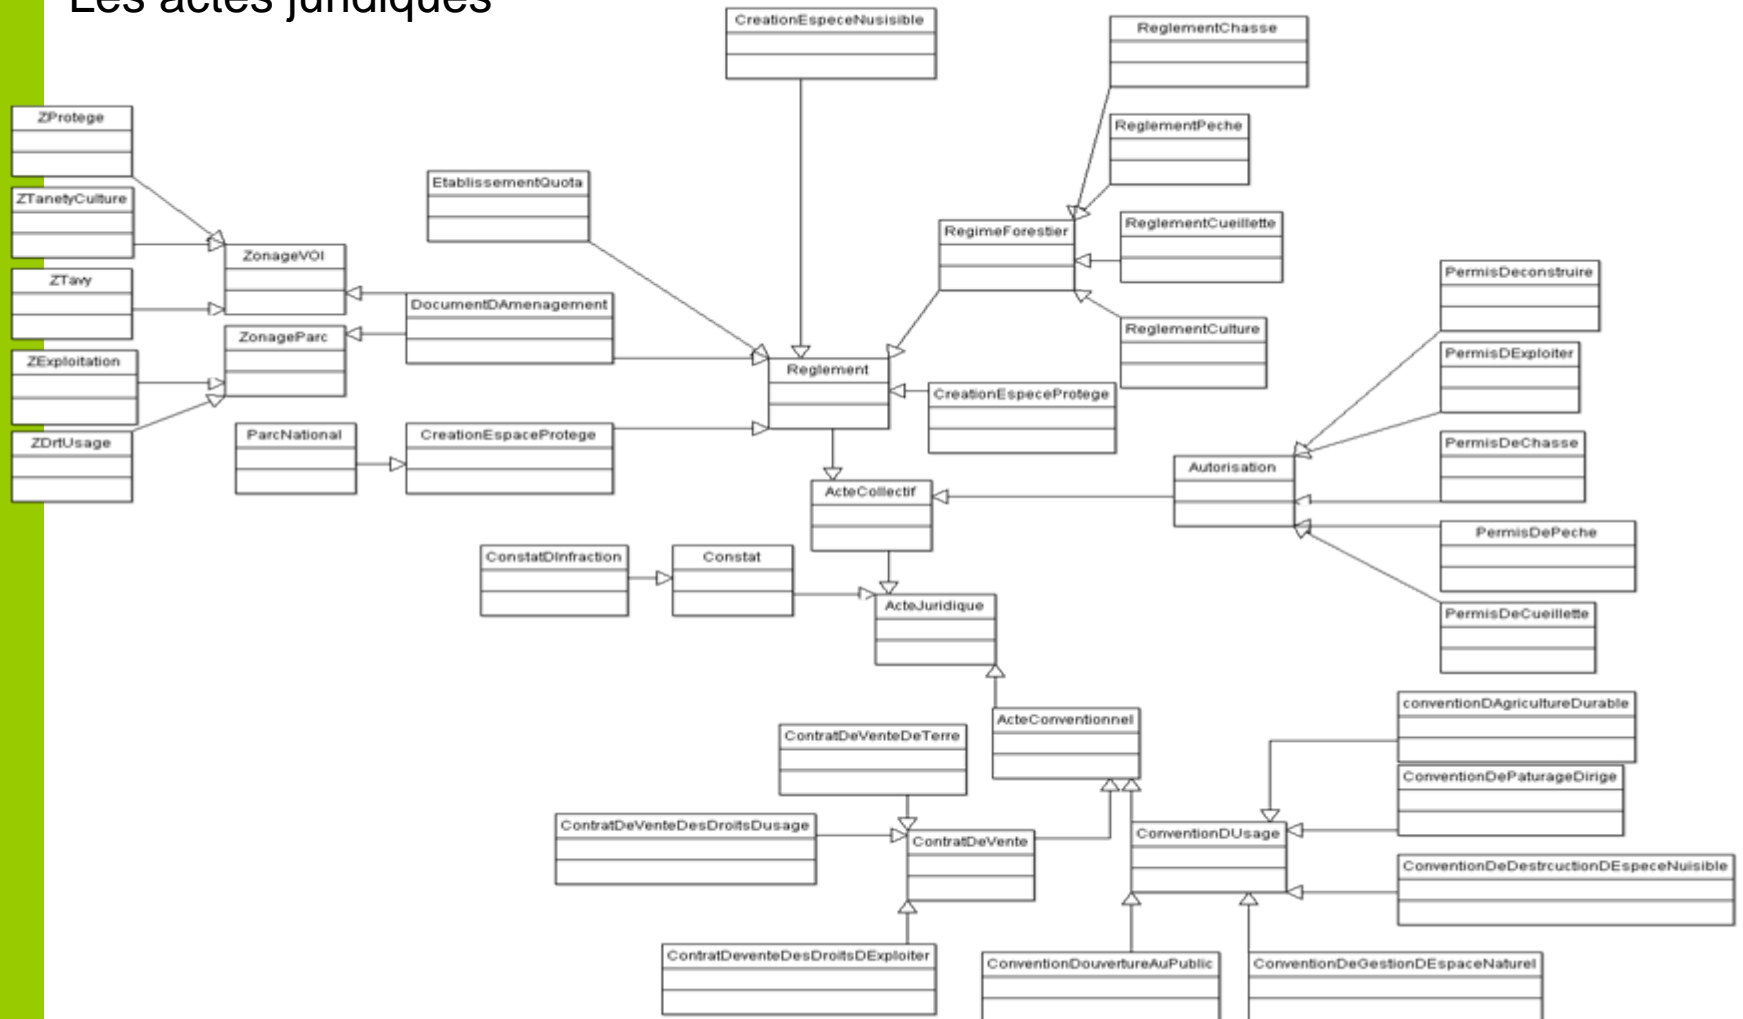 Les actes juridiques
CreationEspeceNusisible
ReglementChasse
ZProtege
ReglementPeche
EtablissementQuota
ZTanetyCulture
ReglementCueillette
RegimeForestier
ZonageVOI
PermisDeconstruire
ZTavy
DocumentDAmenagement
ReglementCulture
ZonageParc
PermisDExploiter
ZExploitation
Reglement
CreationEspeceProtege
ZDrtUsage
ParcNational
CreationEspaceProtege
PermisDeChasse
Autorisation
ActeCollectif
PermisDePeche
ConstatDInfraction
Constat
ActeJuridique
PermisDeCueillette
conventionDAgricultureDurable
ActeConventionnel
ContratDeVenteDeTerre
ConventionDePaturageDirige
ContratDeVenteDesDroitsDusage
ConventionDUsage
ContratDeVente
ConventionDeDestrcuctionDEspeceNuisible
ContratDeventeDesDroitsDExploiter
ConventionDouvertureAuPublic
ConventionDeGestionDEspaceNaturel